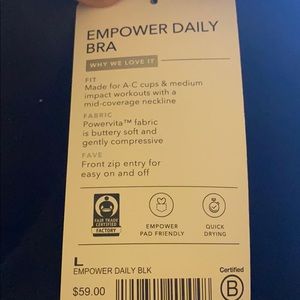 EMPOWER DAILY
BRA
WHY WE LOVE IT
FIT
Made for A-C cups & medium
impact workouts with a
mid-coverage neckline
FABRIC
Powervita™ fabric
is buttery soft and
gently compressive
FAVE
Front zip entry for
easy on and off
FAIR TRADE
CERTIFIED
FACTORY
EMPOWER
PAD FRIENDLY
QUICK
DRYING
L
EMPOWER DAILY BLK
$59.00
Certified
B